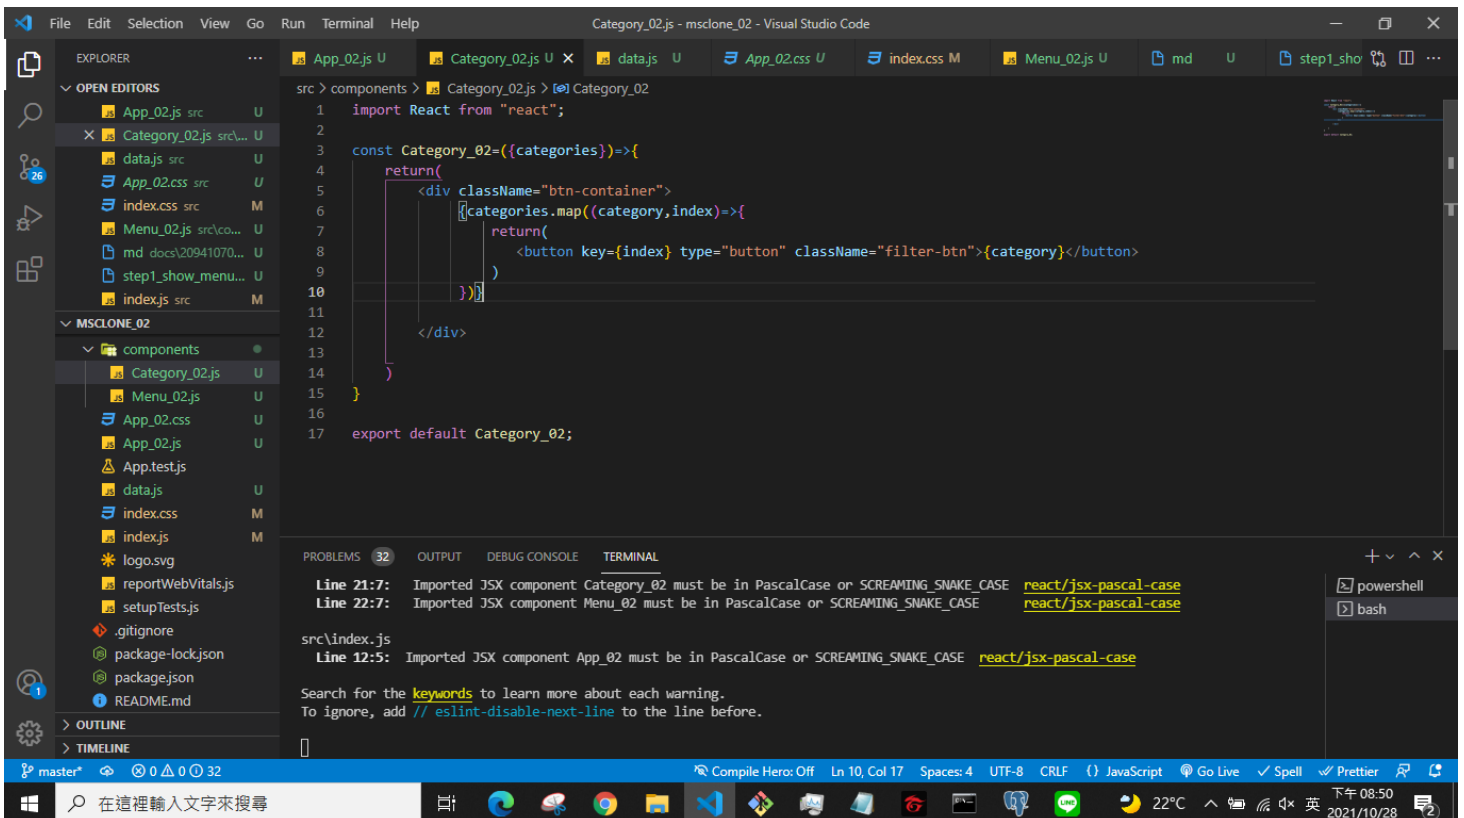 File Edit Selection View Go Run Terminal Help Category_02.js - msclone_02 - Visual Studio Code
EXPLORER
App_02.js U Category_02.js U data.js U App_02.css U index.css M Menu_02.js U md U step1_sho
OPEN EDITORS
App_02.js src U
Category_02.js src\... U
data.js src U
App_02.css src U
index.css src M
Menu_02.js src\co... U
md docs\20941070... U
step1_show_menu... U
index.js src M
MSCLONE_02
components
Category_02.js U
Menu_02.js U
App_02.css U
App_02.js U
App.test.js
data.js U
index.css M
index.js M
logo.svg
reportWebVitals.js
setupTests.js
.gitignore
package-lock.json
package.json
README.md
OUTLINE
TIMELINE
26
1
src > components > Category_02.js > Category_02
1 import React from "react";
2
3 const Category_02=({categories})=>{
4 return(
5 <div className="btn-container">
6 {categories.map((category,index)=>{
7 return(
8 <button key={index} type="button" className="filter-btn">{category}</button>
9 )
10 })}
11
12 </div>
13
14 )
15 }
16
17 export default Category_02;
PROBLEMS 32 OUTPUT DEBUG CONSOLE TERMINAL
Line 21:7: Imported JSX component Category_02 must be in PascalCase or SCREAMING_SNAKE_CASE react/jsx-pascal-case
Line 22:7: Imported JSX component Menu_02 must be in PascalCase or SCREAMING_SNAKE_CASE react/jsx-pascal-case
src\index.js
Line 12:5: Imported JSX component App_02 must be in PascalCase or SCREAMING_SNAKE_CASE react/jsx-pascal-case
Search for the keywords to learn more about each warning.
To ignore, add // eslint-disable-next-line to the line before.
powershell
bash
master* 0 0 32 Compile Hero: Off Ln 10, Col 17 Spaces: 4 UTF-8 CRLF {} JavaScript Go Live Spell Prettier
在這裡輸入文字來搜尋 LINE 22°C 英 下午 08:50
2021/10/28 2